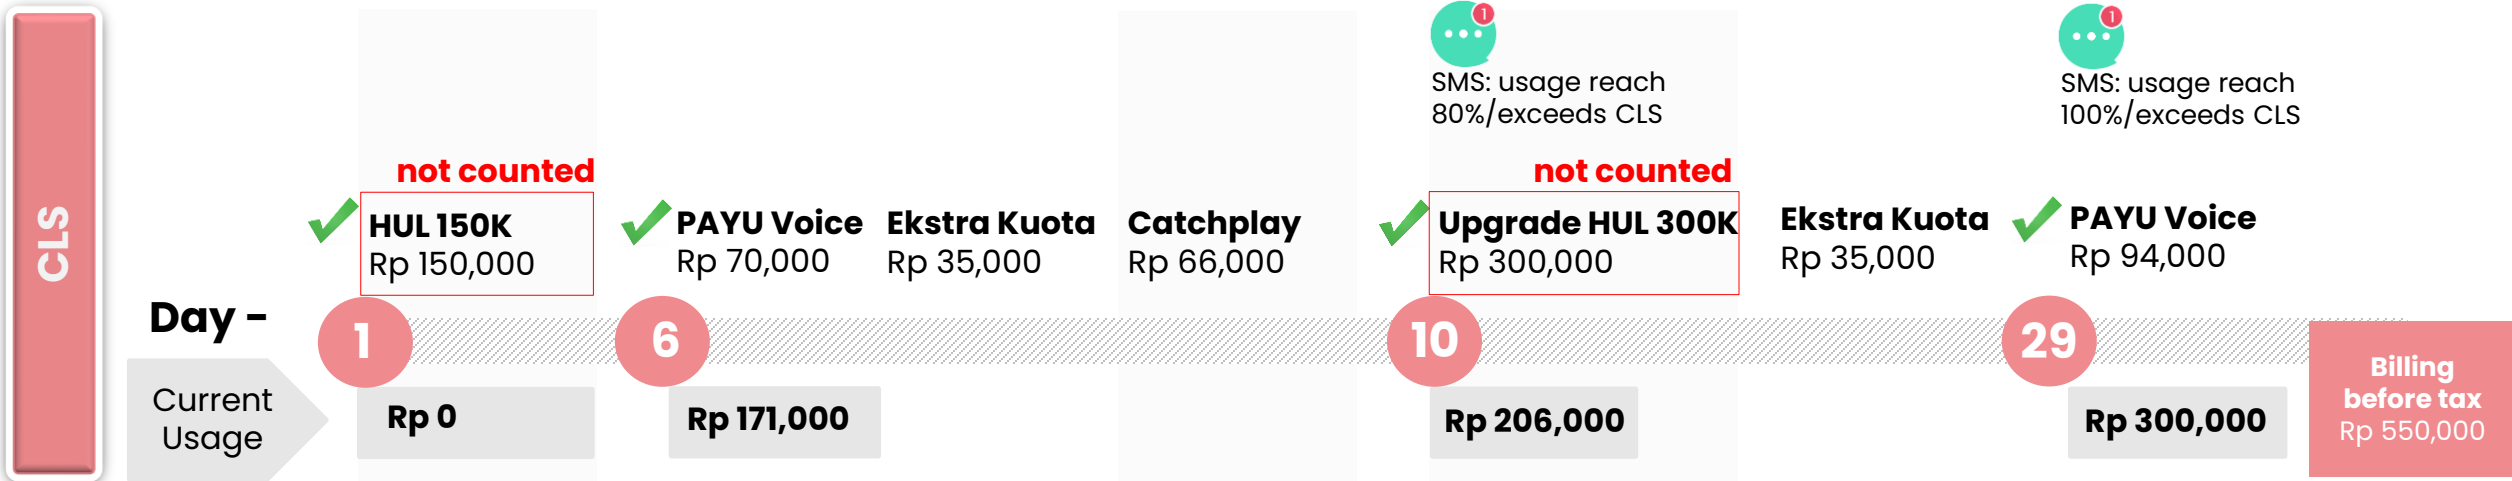 CLS
1
SMS: usage reach
80%/exceeds CLS
1
SMS: usage reach
100%/exceeds CLS
not counted
HUL 150K
Rp 150,000
PAYU Voice
Rp 70,000
Ekstra Kuota
Rp 35,000
Catchplay
Rp 66,000
not counted
Upgrade HUL 300K
Rp 300,000
Ekstra Kuota
Rp 35,000
PAYU Voice
Rp 94,000
Day -
1
6
10
29
Current
Usage
Rp 0
Rp 171,000
Rp 206,000
Rp 300,000
Billing
before tax
Rp 550,000